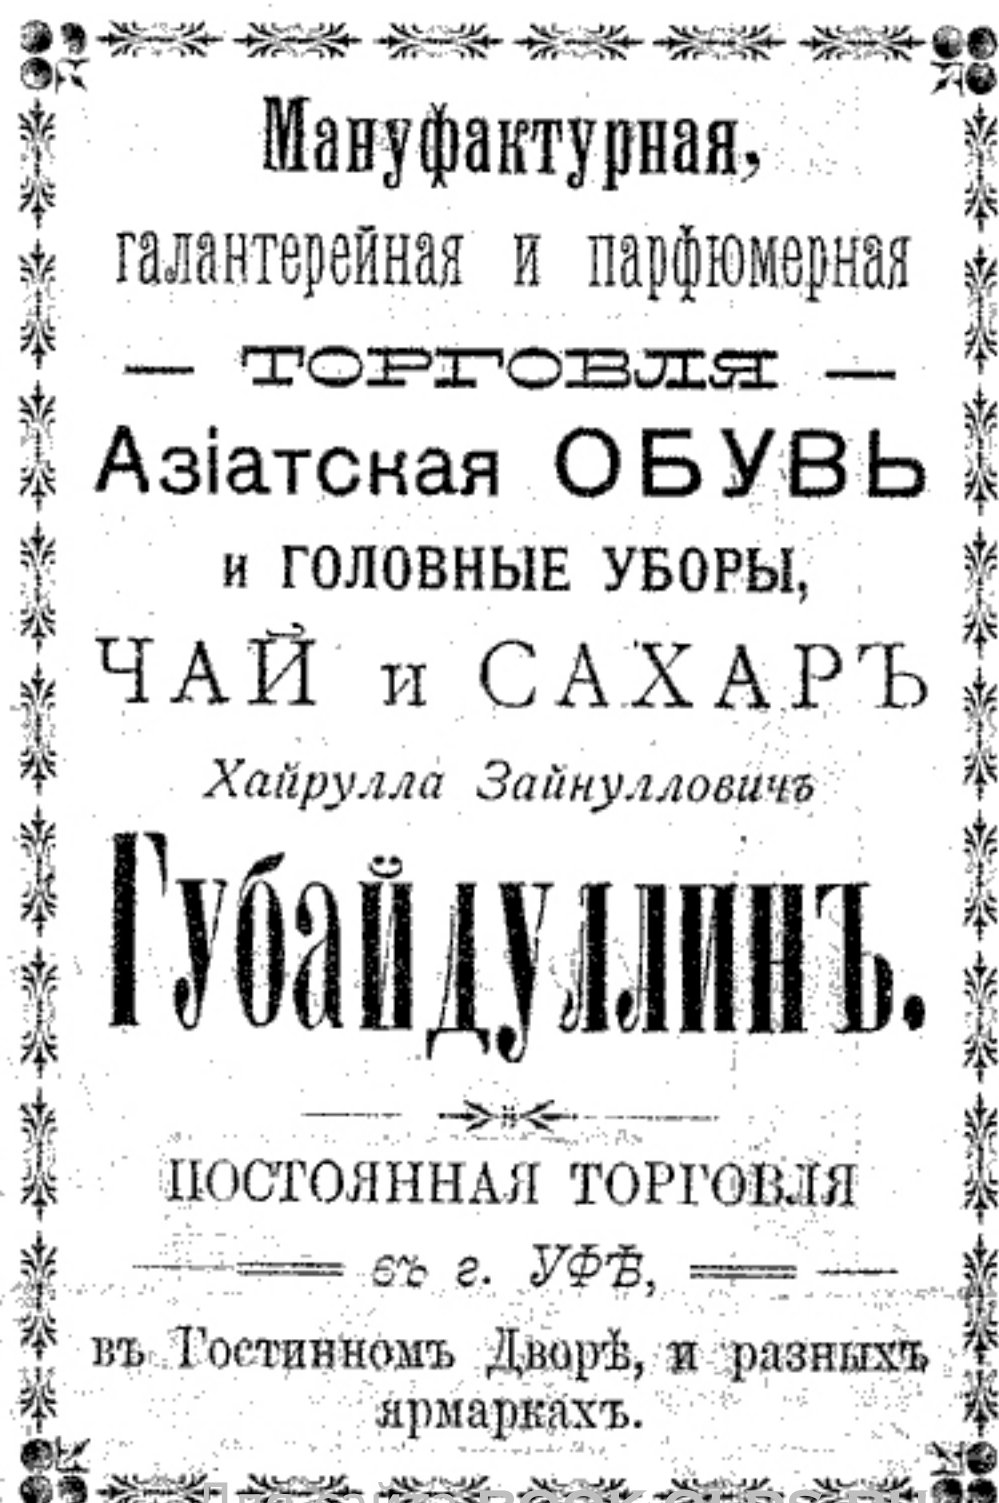 Мануфактурная,
галантерейная и парфюмерная
— ТОРГОВЛЯ —
Азіатская ОБУВЬ
и ГОЛОВНЫЕ УБОРЫ,
ЧАЙ и САХАРЪ
Хайрулла Зайнулловичъ
Губайдуллинъ.
ПОСТОЯННАЯ ТОРГОВЛЯ
въ г. УФѢ,
въ Гостинномъ Дворѣ, и разныхъ
ярмаркахъ.